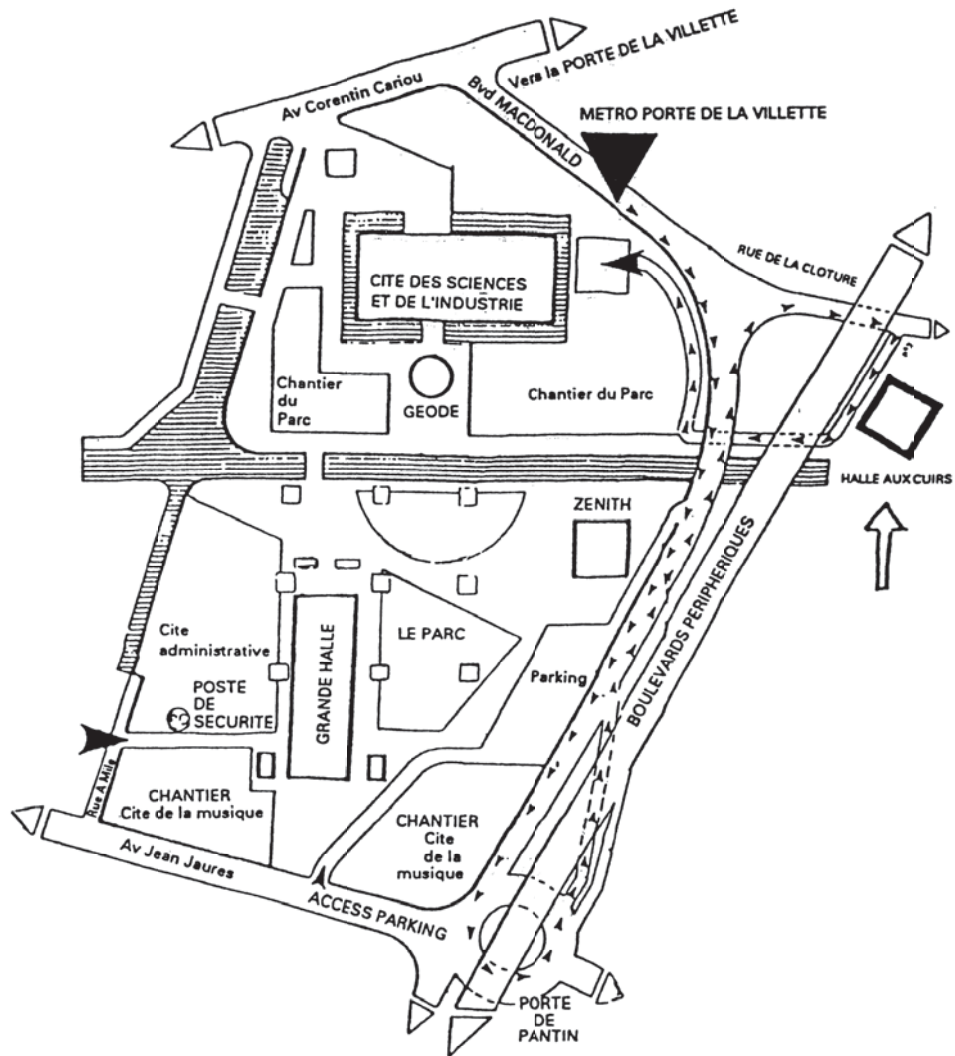 Vers la PORTE DE LA VILLETTE
Av Corentin Cariou
Bvd MACDONALD
METRO PORTE DE LA VILLETTE
RUE DE LA CLOTURE
CITE DES SCIENCES
ET DE L'INDUSTRIE
Chantier
du
Parc
GEODE
Chantier du Parc
HALLE AUX CUIRS
ZENITH
BOULEVARDS PERIPHERIQUES
Cite
administrative
LE PARC
GRANDE HALLE
Parking
POSTE
DE
SECURITE
Rue A Mile
CHANTIER
Cite de la musique
CHANTIER
Cite
de la
musique
Av Jean Jaures
ACCESS PARKING
PORTE
DE
PANTIN